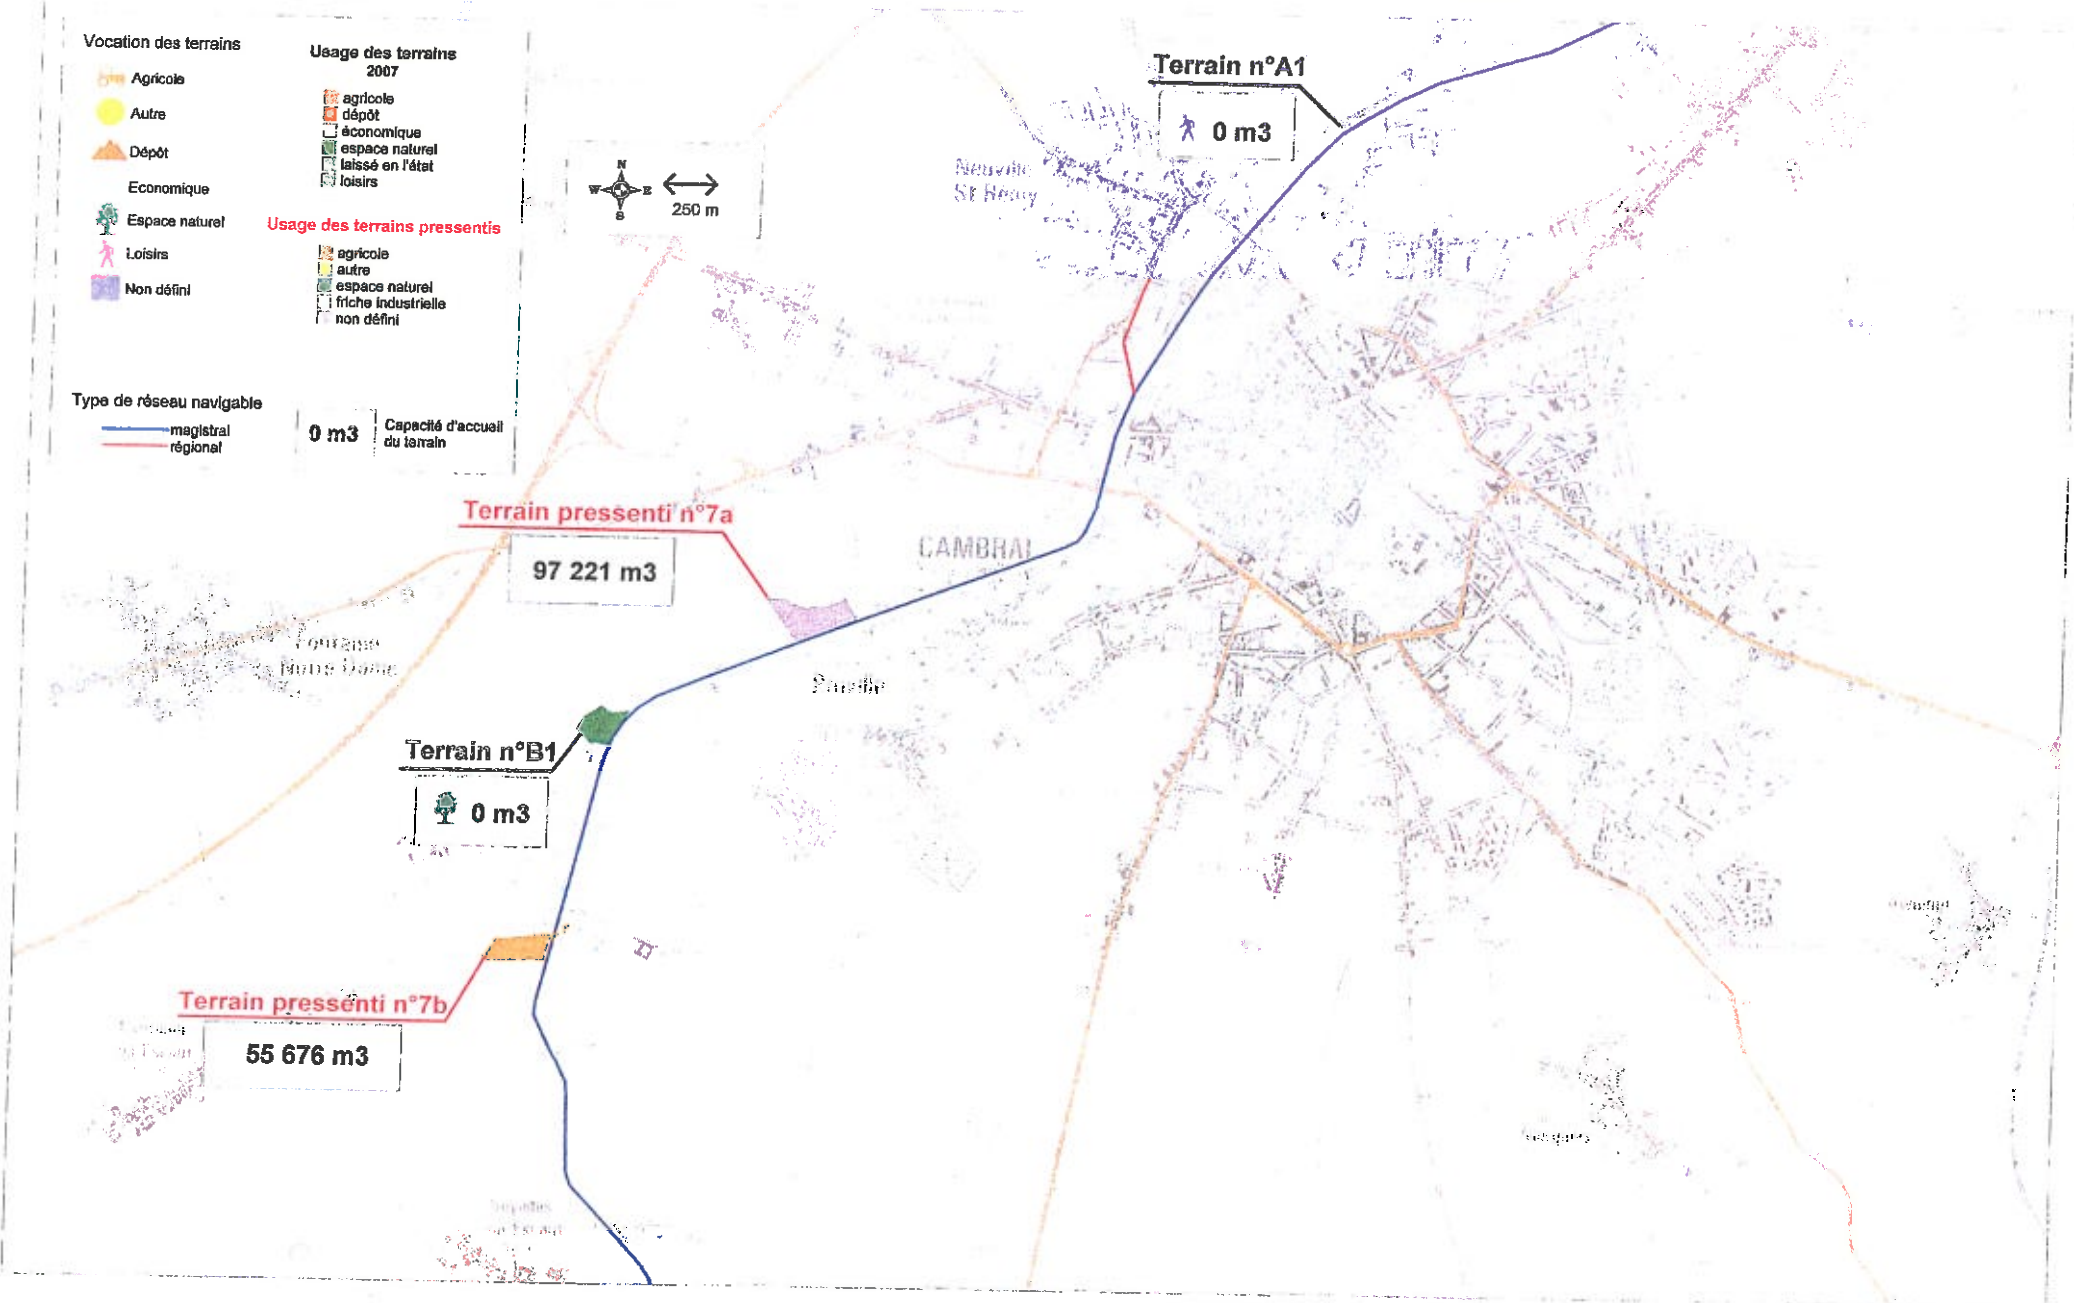 Vocation des terrains
Agricole
Autre
Dépôt
Economique
Espace naturel
Loisirs
Non défini
Usage des terrains
2007
agricole
dépôt
économique
espace naturel
laissé en l'état
loisirs
Usage des terrains pressentis
agricole
autre
espace naturel
friche industrielle
non défini
Type de réseau navigable
magistral
régional
0 m3
Capacité d'accueil
du terrain
N
W E
S
250 m
Terrain n°A1
0 m3
Neuville
St Rémy
Terrain pressenti n°7a
97 221 m3
CAMBRAI
Fontaine
Notre Dame
Terrain n°B1
0 m3
Terrain pressenti n°7b
55 676 m3